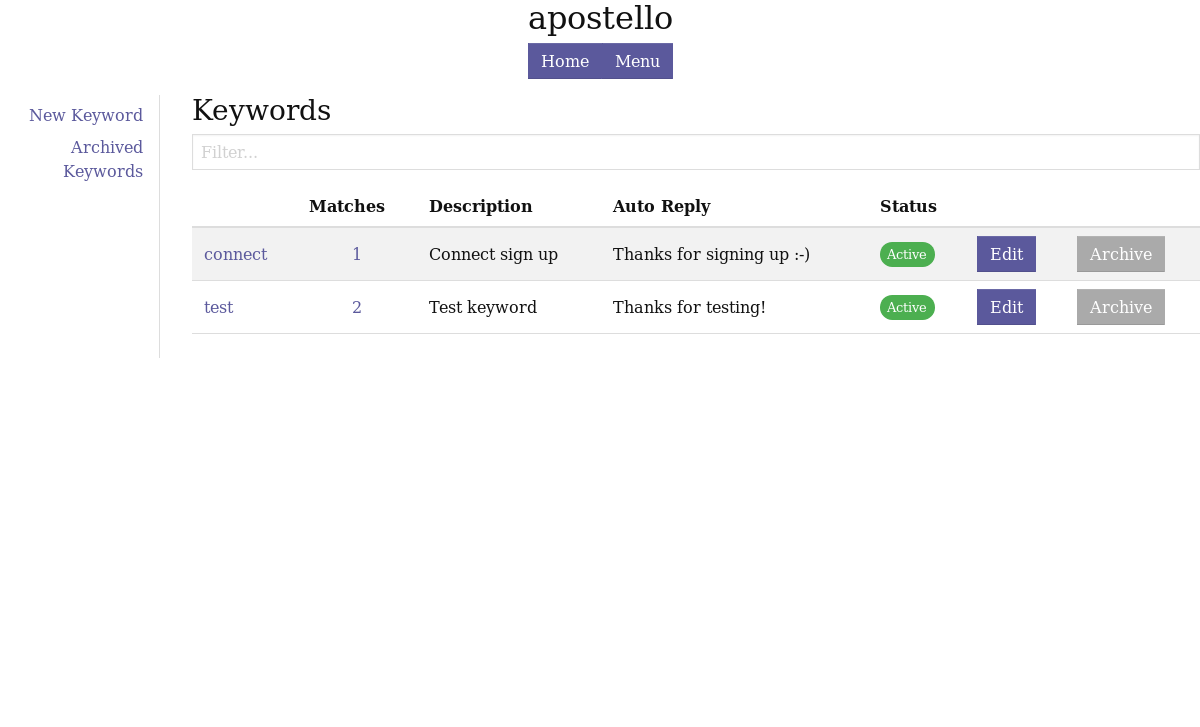 apostello
Home Menu
New Keyword
Archived
Keywords
Keywords
Filter...
Matches Description Auto Reply Status
connect 1 Connect sign up Thanks for signing up :-) Active Edit Archive
test 2 Test keyword Thanks for testing! Active Edit Archive